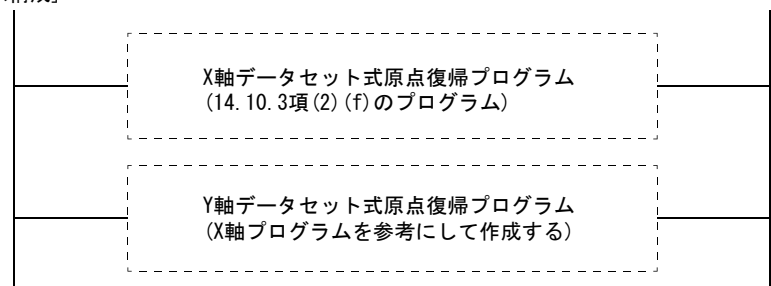 X軸データセット式原点復帰プログラム
(14.10.3項(2)(f)のプログラム)
Y軸データセット式原点復帰プログラム
(X軸プログラムを参考にして作成する)